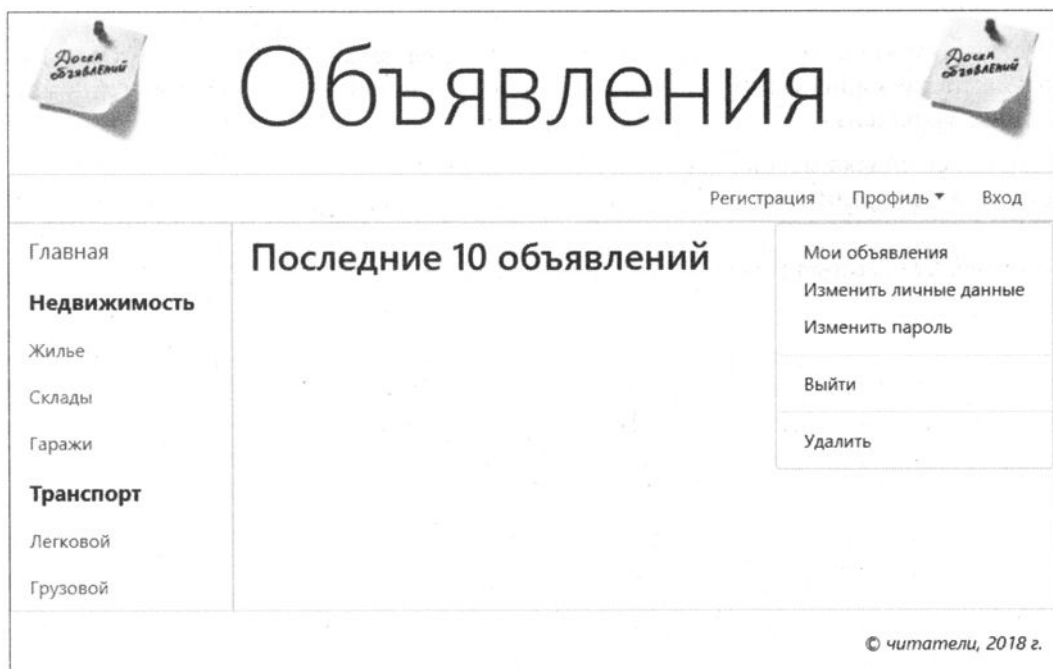 Доска
объявлений
Объявления
Доска
объявлений
Регистрация Профиль Вход
Главная
Недвижимость
Жилье
Склады
Гаражи
Транспорт
Легковой
Грузовой
Последние 10 объявлений
Мои объявления
Изменить личные данные
Изменить пароль
Выйти
Удалить
© читатели, 2018 г.